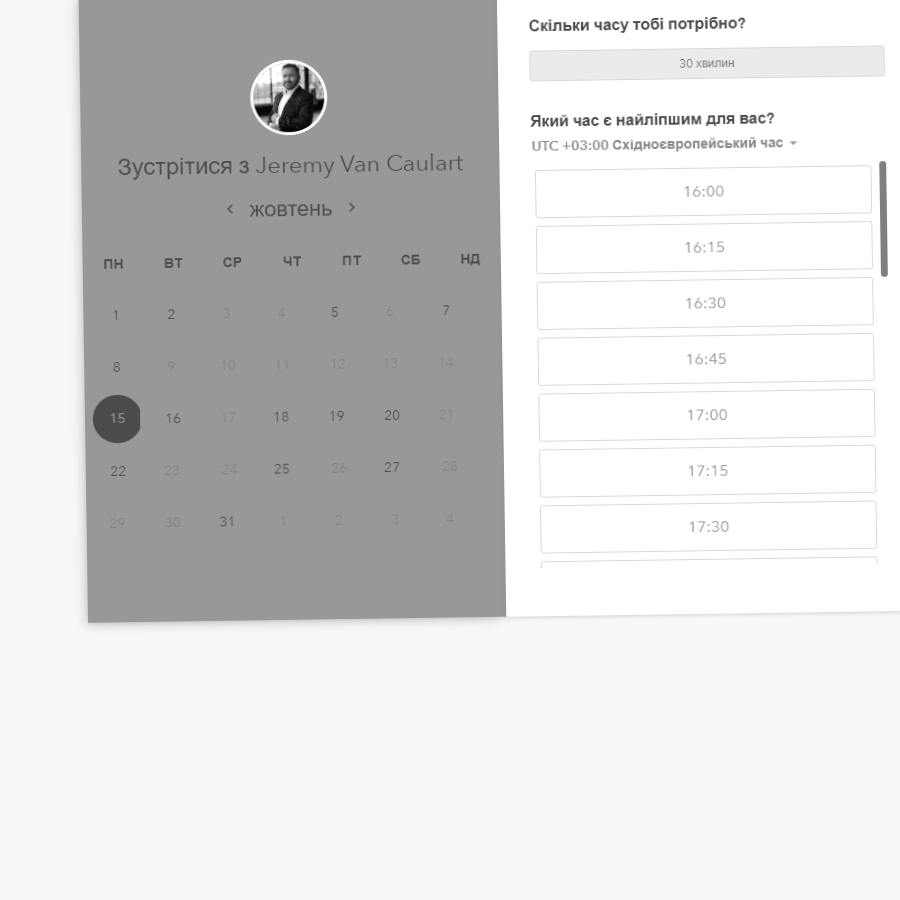 Зустрітися з Jeremy Van Caulart
‹ жовтень ›
ПН ВТ СР ЧТ ПТ СБ НД
1 2 3 4 5 6 7
8 9 10 11 12 13 14
15 16 17 18 19 20 21
22 23 24 25 26 27 28
29 30 31 1 2 3 4
Скільки часу тобі потрібно?
30 хвилин
Який час є найліпшим для вас?
UTC +03:00 Східноєвропейський час
16:00
16:15
16:30
16:45
17:00
17:15
17:30